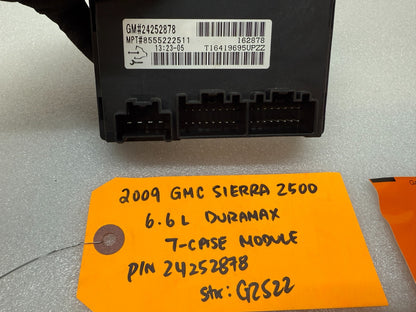 GM#24252878
MPT#8555222511 162878
13:23-05 T16419695UPZZ
2009 GMC SIERRA 2500
6.6L DURAMAX
T-CASE MODULE
P/N 24252878
Stk: G2522